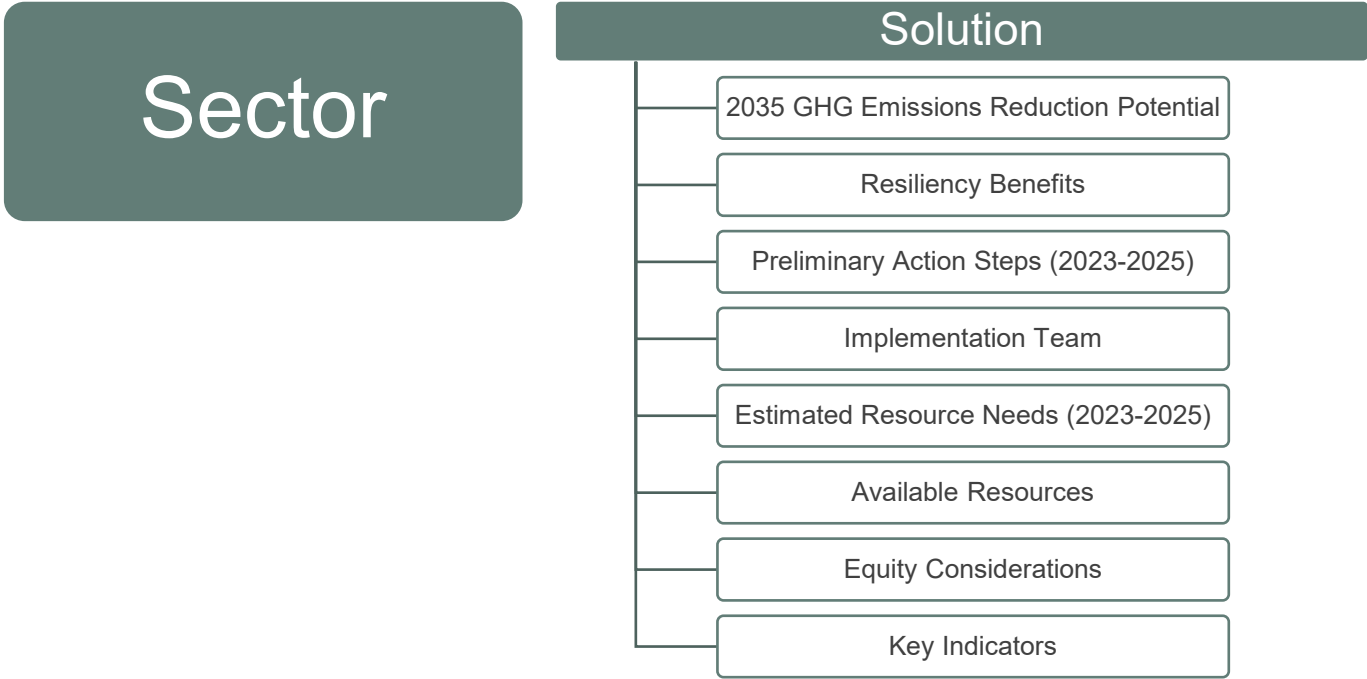 Sector
Solution
2035 GHG Emissions Reduction Potential
Resiliency Benefits
Preliminary Action Steps (2023-2025)
Implementation Team
Estimated Resource Needs (2023-2025)
Available Resources
Equity Considerations
Key Indicators